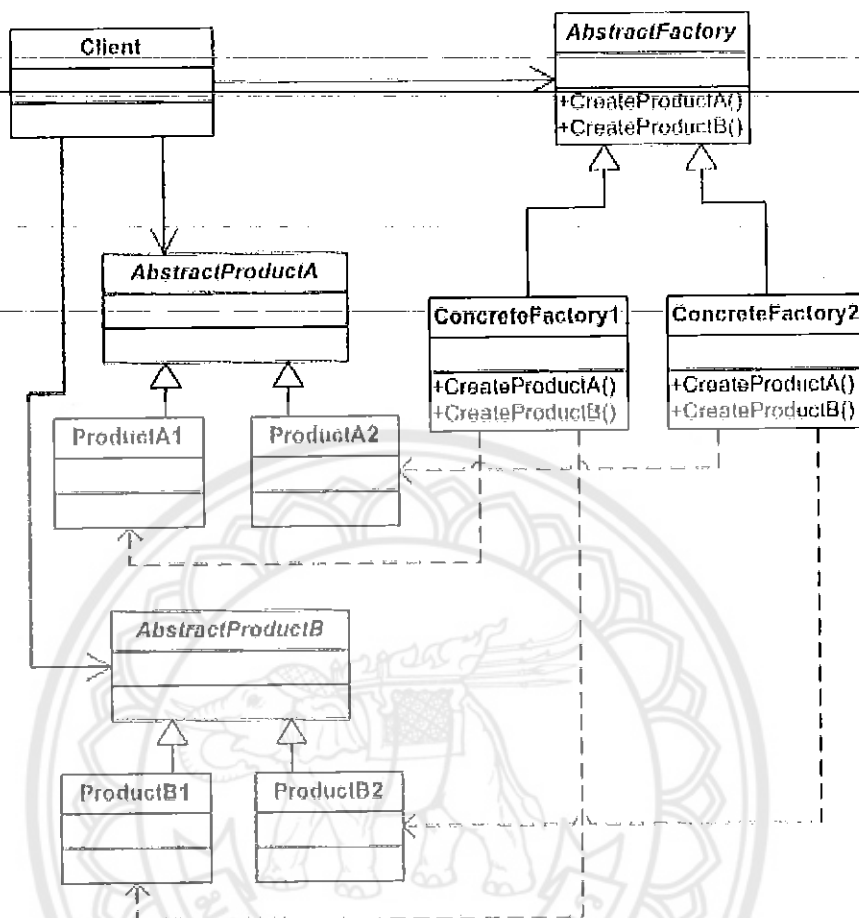 Client
AbstractFactory
+CreateProductA()
+CreateProductB()
AbstractProductA
ConcreteFactory1
+CreateProductA()
+CreateProductB()
ConcreteFactory2
+CreateProductA()
+CreateProductB()
ProductA1
ProductA2
AbstractProductB
ProductB1
ProductB2